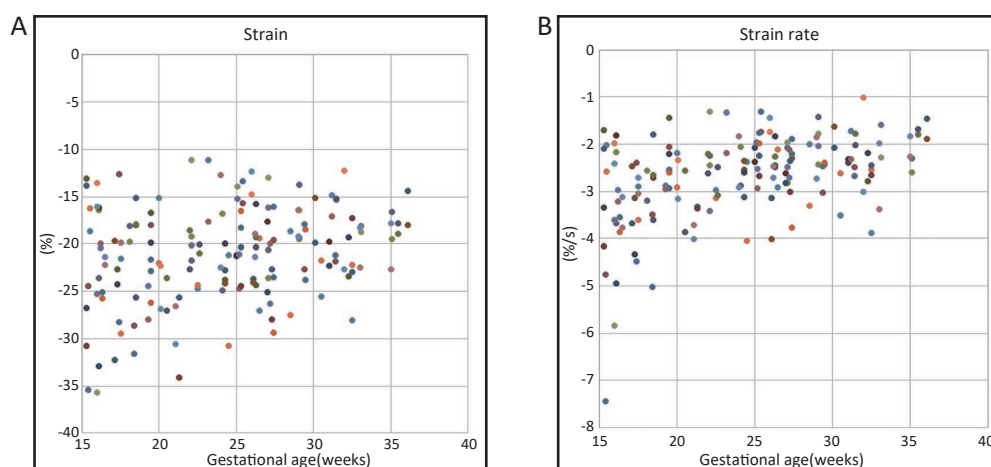 A
Strain
0
-5
-10
-15
-20
-25
-30
-35
-40
(%)
15 20 25 30 35 40
Gestational age(weeks)
B
Strain rate
0
-1
-2
-3
-4
-5
-6
-7
-8
(%/s)
15 20 25 30 35 40
Gestational age(weeks)